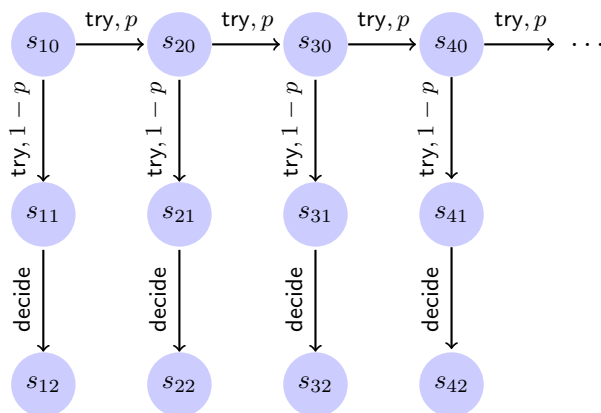 try, p try, p try, p try, p
s10 s20 s30 s40 ...
try, 1 − p try, 1 − p try, 1 − p try, 1 − p
s11 s21 s31 s41
decide decide decide decide
s12 s22 s32 s42